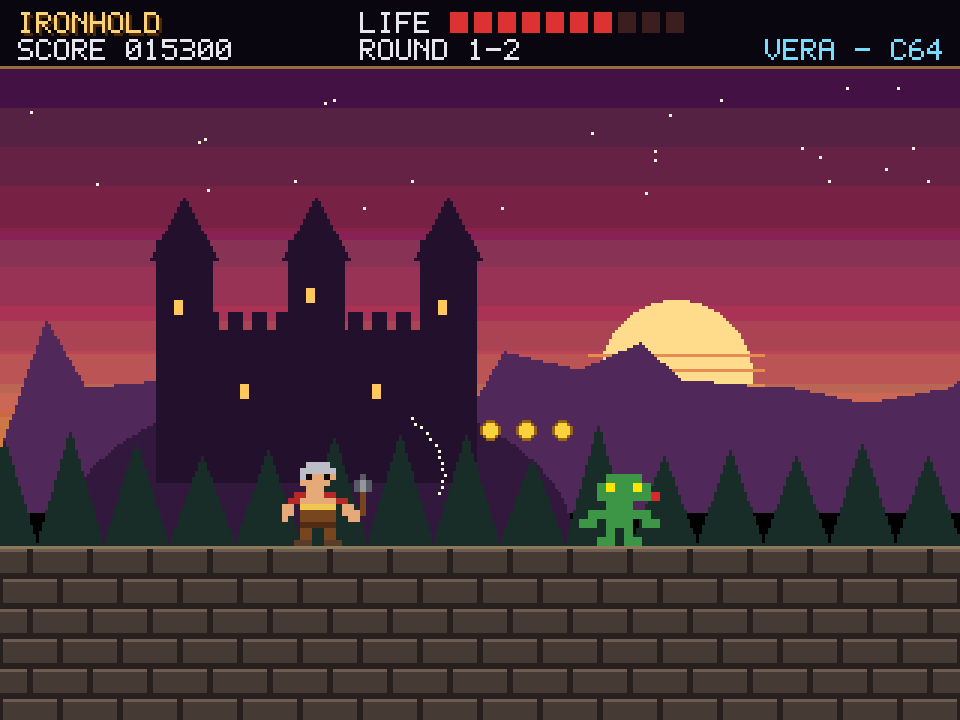 IRONHOLD
SCORE 015300
LIFE
ROUND 1-2
VERA - C64